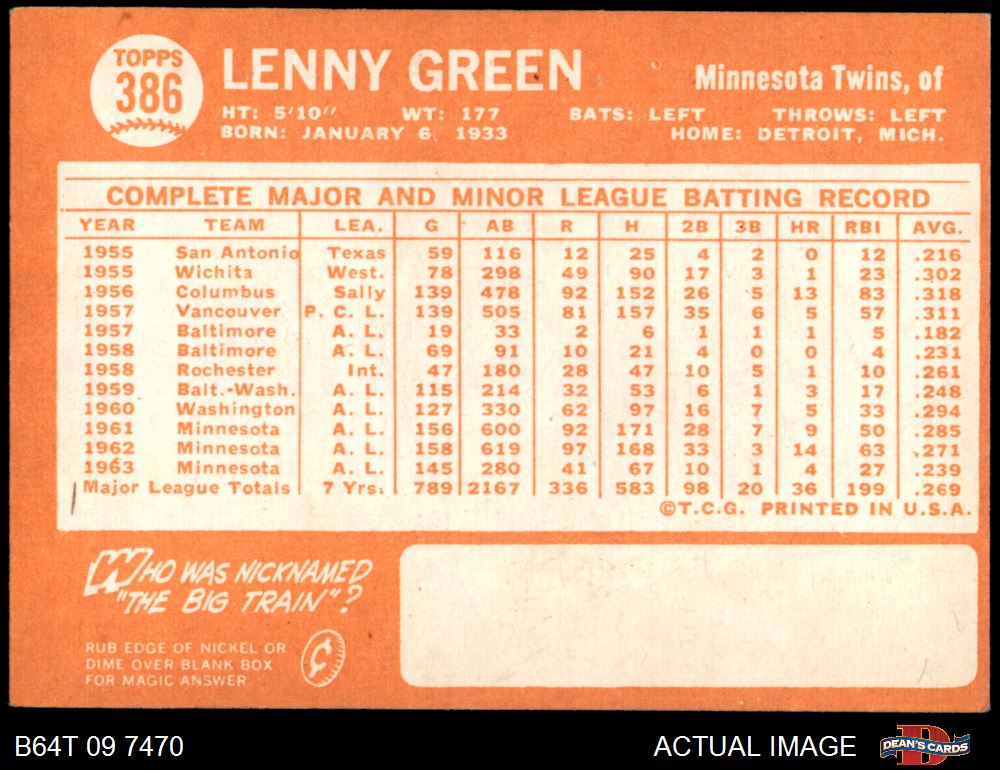 TOPPS
386
LENNY GREEN
Minnesota Twins, of
HT: 5'10" WT: 177 BATS: LEFT THROWS: LEFT
BORN: JANUARY 6, 1933 HOME: DETROIT, MICH.
COMPLETE MAJOR AND MINOR LEAGUE BATTING RECORD
YEAR TEAM LEA. G AB R H 2B 3B HR RBI AVG.
1955 San Antonio Texas 59 116 12 25 4 2 0 12 .216
1955 Wichita West. 78 298 49 90 17 3 1 23 .302
1956 Columbus Sally 139 478 92 152 26 5 13 83 .318
1957 Vancouver P. C. L. 139 505 81 157 35 6 5 57 .311
1957 Baltimore A. L. 19 33 2 6 1 1 1 5 .182
1958 Baltimore A. L. 69 91 10 21 4 0 0 4 .231
1958 Rochester Int. 47 180 28 47 10 5 1 10 .261
1959 Balt.-Wash. A. L. 115 214 32 53 6 1 3 17 .248
1960 Washington A. L. 127 330 62 97 16 7 5 33 .294
1961 Minnesota A. L. 156 600 92 171 28 7 9 50 .285
1962 Minnesota A. L. 158 619 97 168 33 3 14 63 .271
1963 Minnesota A. L. 145 280 41 67 10 1 4 27 .239
Major League Totals 7 Yrs. 789 2167 336 583 98 20 36 199 .269
©T.C.G. PRINTED IN U.S.A.
WHO WAS NICKNAMED
"THE BIG TRAIN"?
RUB EDGE OF NICKEL OR
DIME OVER BLANK BOX
FOR MAGIC ANSWER
¢
B64T 09 7470
ACTUAL IMAGE
DEAN'S CARDS